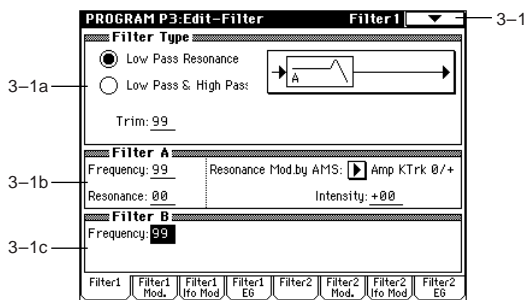 PROGRAM P3:Edit-Filter Filter1 3–1
Filter Type
Low Pass Resonance
A
3–1a
Low Pass & High Pass
Trim: 99
Filter A
3–1b
Frequency: 99 Resonance Mod.by AMS: Amp KTrk 0/+
Resonance: 00 Intensity: +00
Filter B
3–1c
Frequency: 99
Filter1 Filter1 Mod. Filter1 lfo Mod Filter1 EG Filter2 Filter2 Mod. Filter2 lfo Mod Filter2 EG